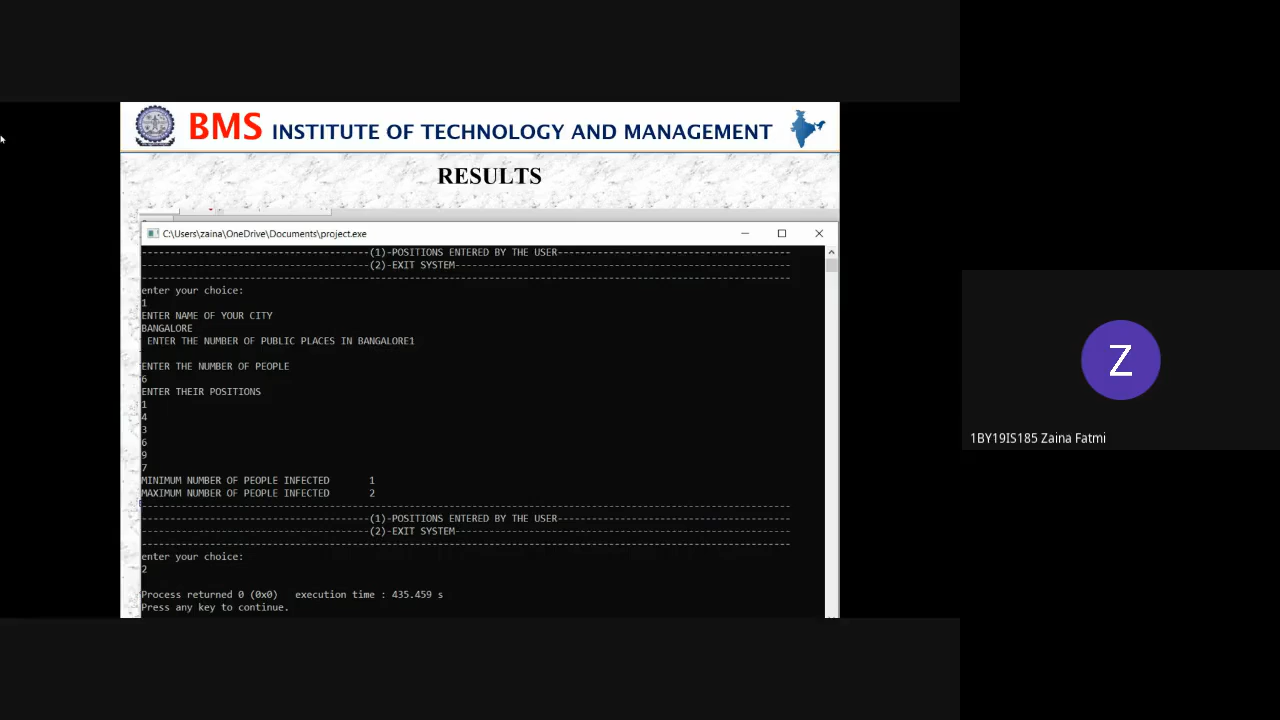 BMS INSTITUTE OF TECHNOLOGY AND MANAGEMENT
RESULTS
C:\Users\zaina\OneDrive\Documents\project.exe
(1)-POSITIONS ENTERED BY THE USER
(2)-EXIT SYSTEM
enter your choice:
1
ENTER NAME OF YOUR CITY
BANGALORE
ENTER THE NUMBER OF PUBLIC PLACES IN BANGALORE1
ENTER THE NUMBER OF PEOPLE
6
ENTER THEIR POSITIONS
1
4
3
6
9
7
MINIMUM NUMBER OF PEOPLE INFECTED 1
MAXIMUM NUMBER OF PEOPLE INFECTED 2
(1)-POSITIONS ENTERED BY THE USER
(2)-EXIT SYSTEM
enter your choice:
2
Process returned 0 (0x0) execution time : 435.459 s
Press any key to continue.
Z
1BY19IS185 Zaina Fatmi